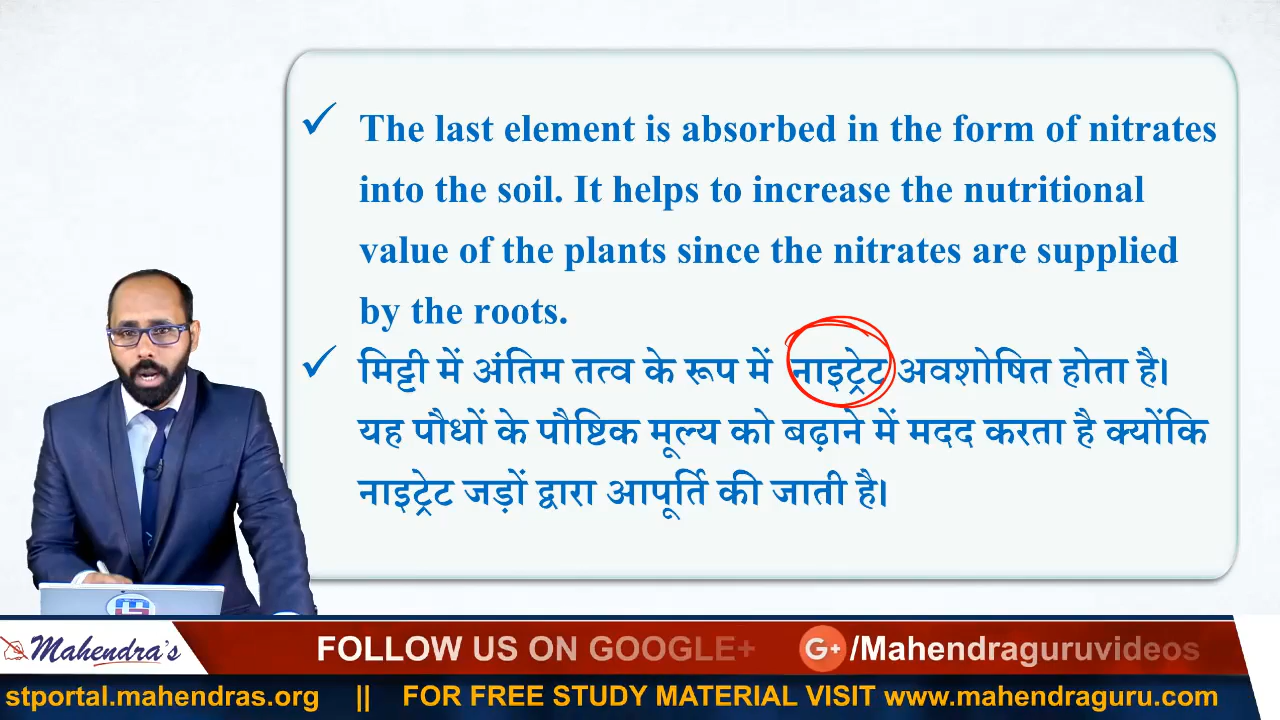 The last element is absorbed in the form of nitrates
into the soil. It helps to increase the nutritional
value of the plants since the nitrates are supplied
by the roots.
मिट्टी में अंतिम तत्व के रूप में नाइट्रेट अवशोषित होता है।
यह पौधों के पौष्टिक मूल्य को बढ़ाने में मदद करता है क्योंकि
नाइट्रेट जड़ों द्वारा आपूर्ति की जाती है।
Mahendra's
FOLLOW US ON GOOGLE+ G+ /Mahendraguruvideos
stportal.mahendras.org || FOR FREE STUDY MATERIAL VISIT www.mahendraguru.com